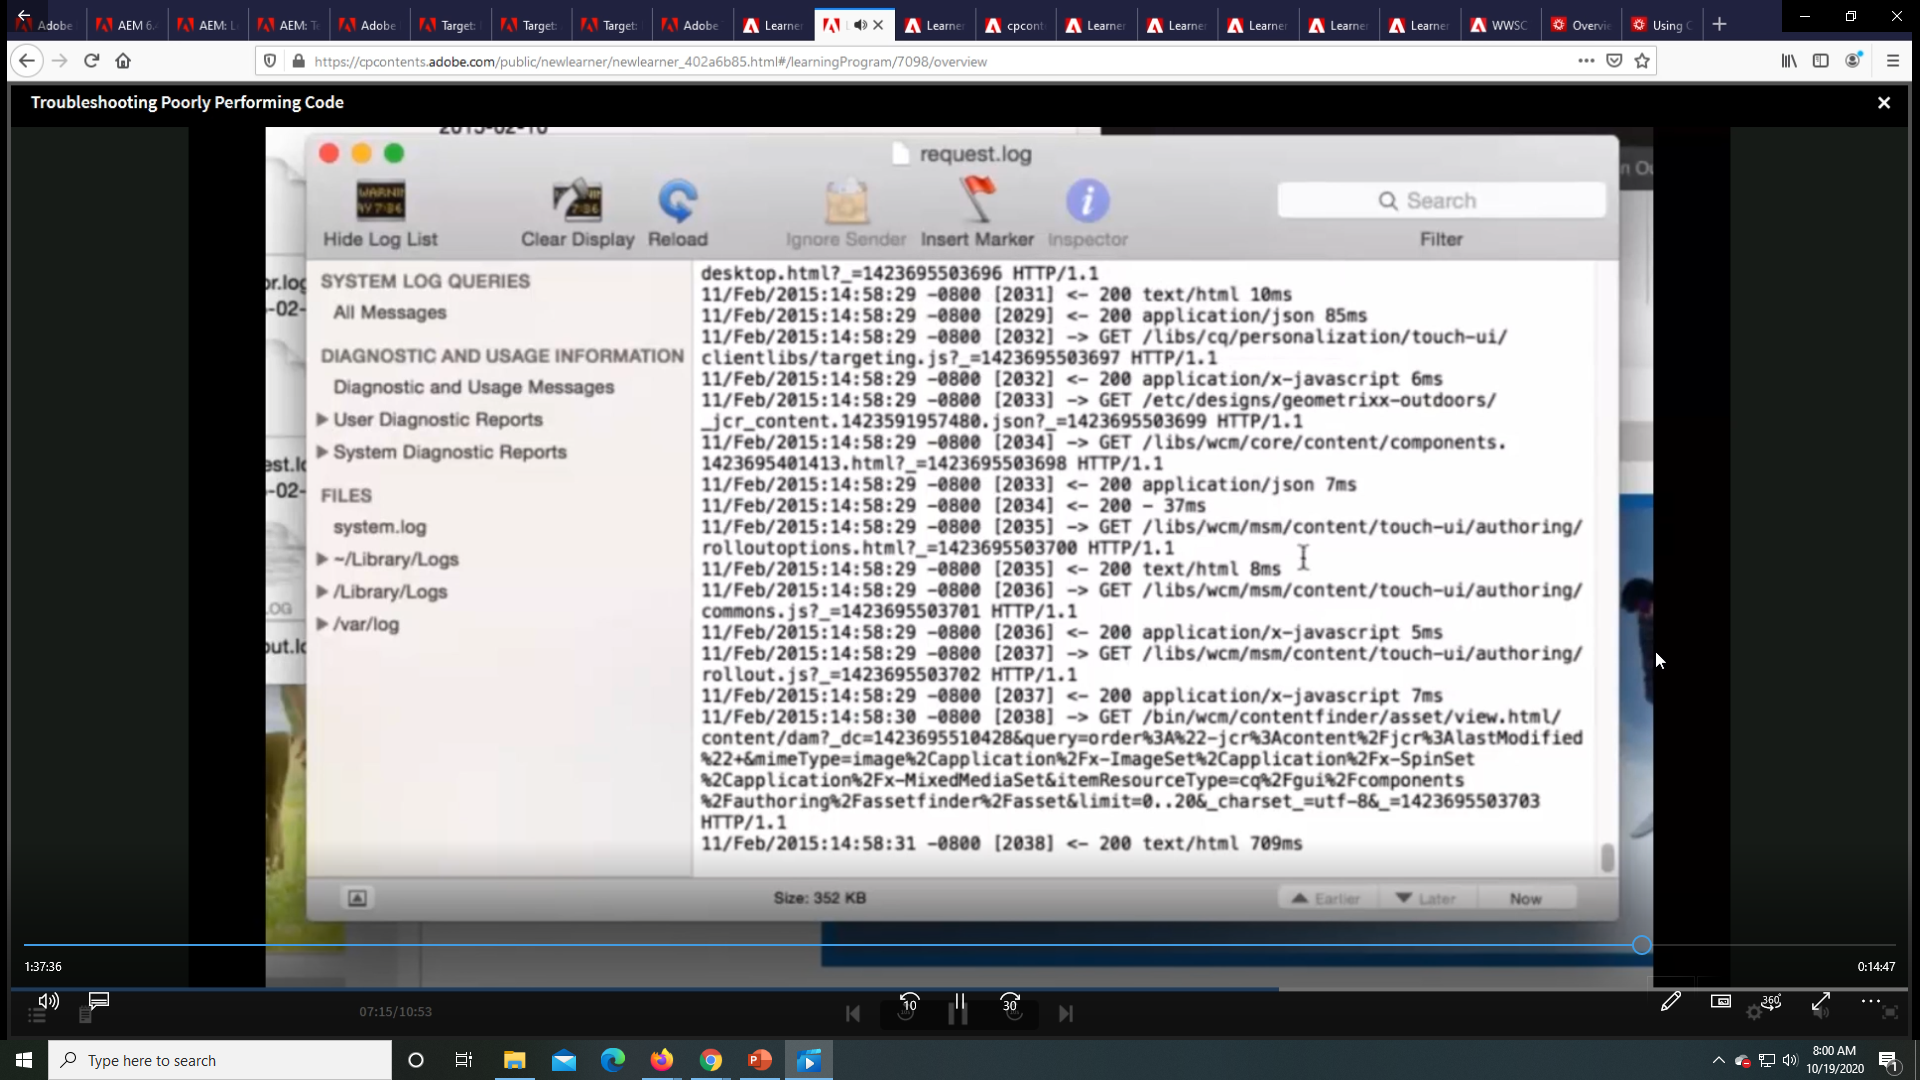 Adobe
AEM 6.
AEM: L
AEM: T
Adobe
Target:
Target:
Target:
Adobe
Learner
Learner
cpcont
Learner
Learner
Learner
Learner
Learner
WWSC
Overvie
Using C
https://cpcontents.adobe.com/public/newlearner/newlearner_402a6b85.html#/learningProgram/7098/overview
Troubleshooting Poorly Performing Code
2015-02-10
request.log
Hide Log List
Clear Display
Reload
Ignore Sender
Insert Marker
Inspector
Search
Filter
SYSTEM LOG QUERIES
All Messages
DIAGNOSTIC AND USAGE INFORMATION
Diagnostic and Usage Messages
User Diagnostic Reports
System Diagnostic Reports
FILES
system.log
~/Library/Logs
/Library/Logs
/var/log
desktop.html?_=1423695503696 HTTP/1.1
11/Feb/2015:14:58:29 -0800 [2031] <- 200 text/html 10ms
11/Feb/2015:14:58:29 -0800 [2029] <- 200 application/json 85ms
11/Feb/2015:14:58:29 -0800 [2032] -> GET /libs/cq/personalization/touch-ui/
clientlibs/targeting.js?_=1423695503697 HTTP/1.1
11/Feb/2015:14:58:29 -0800 [2032] <- 200 application/x-javascript 6ms
11/Feb/2015:14:58:29 -0800 [2033] -> GET /etc/designs/geometrixx-outdoors/
_jcr_content.1423591957480.json?_=1423695503699 HTTP/1.1
11/Feb/2015:14:58:29 -0800 [2034] -> GET /libs/wcm/core/content/components.
1423695401413.html?_=1423695503698 HTTP/1.1
11/Feb/2015:14:58:29 -0800 [2033] <- 200 application/json 7ms
11/Feb/2015:14:58:29 -0800 [2034] <- 200 - 37ms
11/Feb/2015:14:58:29 -0800 [2035] -> GET /libs/wcm/msm/content/touch-ui/authoring/
rolloutoptions.html?_=1423695503700 HTTP/1.1
11/Feb/2015:14:58:29 -0800 [2035] <- 200 text/html 8ms
11/Feb/2015:14:58:29 -0800 [2036] -> GET /libs/wcm/msm/content/touch-ui/authoring/
commons.js?_=1423695503701 HTTP/1.1
11/Feb/2015:14:58:29 -0800 [2036] <- 200 application/x-javascript 5ms
11/Feb/2015:14:58:29 -0800 [2037] -> GET /libs/wcm/msm/content/touch-ui/authoring/
rollout.js?_=1423695503702 HTTP/1.1
11/Feb/2015:14:58:29 -0800 [2037] <- 200 application/x-javascript 7ms
11/Feb/2015:14:58:30 -0800 [2038] -> GET /bin/wcm/contentfinder/asset/view.html/
content/dam?_dc=1423695510428&query=order%3A%22-jcr%3Acontent%2Fjcr%3AlastModified
%22+&mimeType=image%2Capplication%2Fx-ImageSet%2Capplication%2Fx-SpinSet
%2Capplication%2Fx-MixedMediaSet&itemResourceType=cq%2Fgui%2Fcomponents
%2Fauthoring%2Fassetfinder%2Fasset&limit=0..20&_charset_=utf-8&_=1423695503703
HTTP/1.1
11/Feb/2015:14:58:31 -0800 [2038] <- 200 text/html 709ms
Size: 352 KB
Earlier
Later
Now
1:37:36
0:14:47
07:15/10:53
10
30
360
Type here to search
8:00 AM
10/19/2020
1